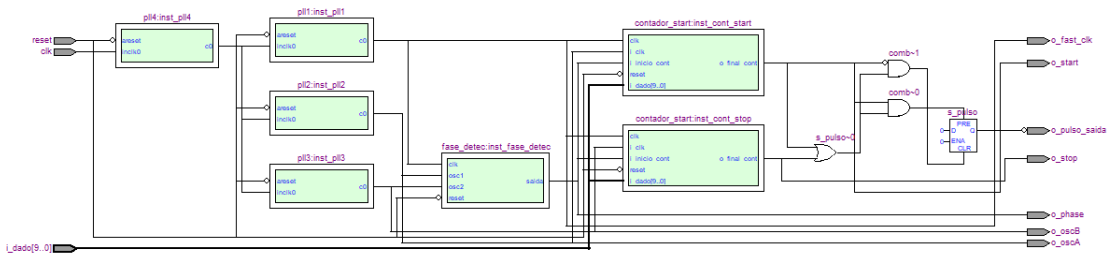 pll4:inst_pll4
reset
clk
areset
inclk0
c0
pll1:inst_pll1
areset
inclk0
c0
pll2:inst_pll2
areset
inclk0
c0
pll3:inst_pll3
areset
inclk0
c0
fase_detec:inst_fase_detec
clk
osc1
osc2
reset
saida
contador_start:inst_cont_start
clk
i_clk
i_inicio_cont
reset
i_dado[9..0]
o_final_cont
contador_start:inst_cont_stop
clk
i_clk
i_inicio_cont
reset
i_dado[9..0]
o_final_cont
s_pulso~0
comb~1
comb~0
s_pulso
PRE
0
D
Q
0
ENA
CLR
o_fast_clk
o_start
o_pulso_saida
o_stop
o_phase
o_oscB
o_oscA
i_dado[9..0]